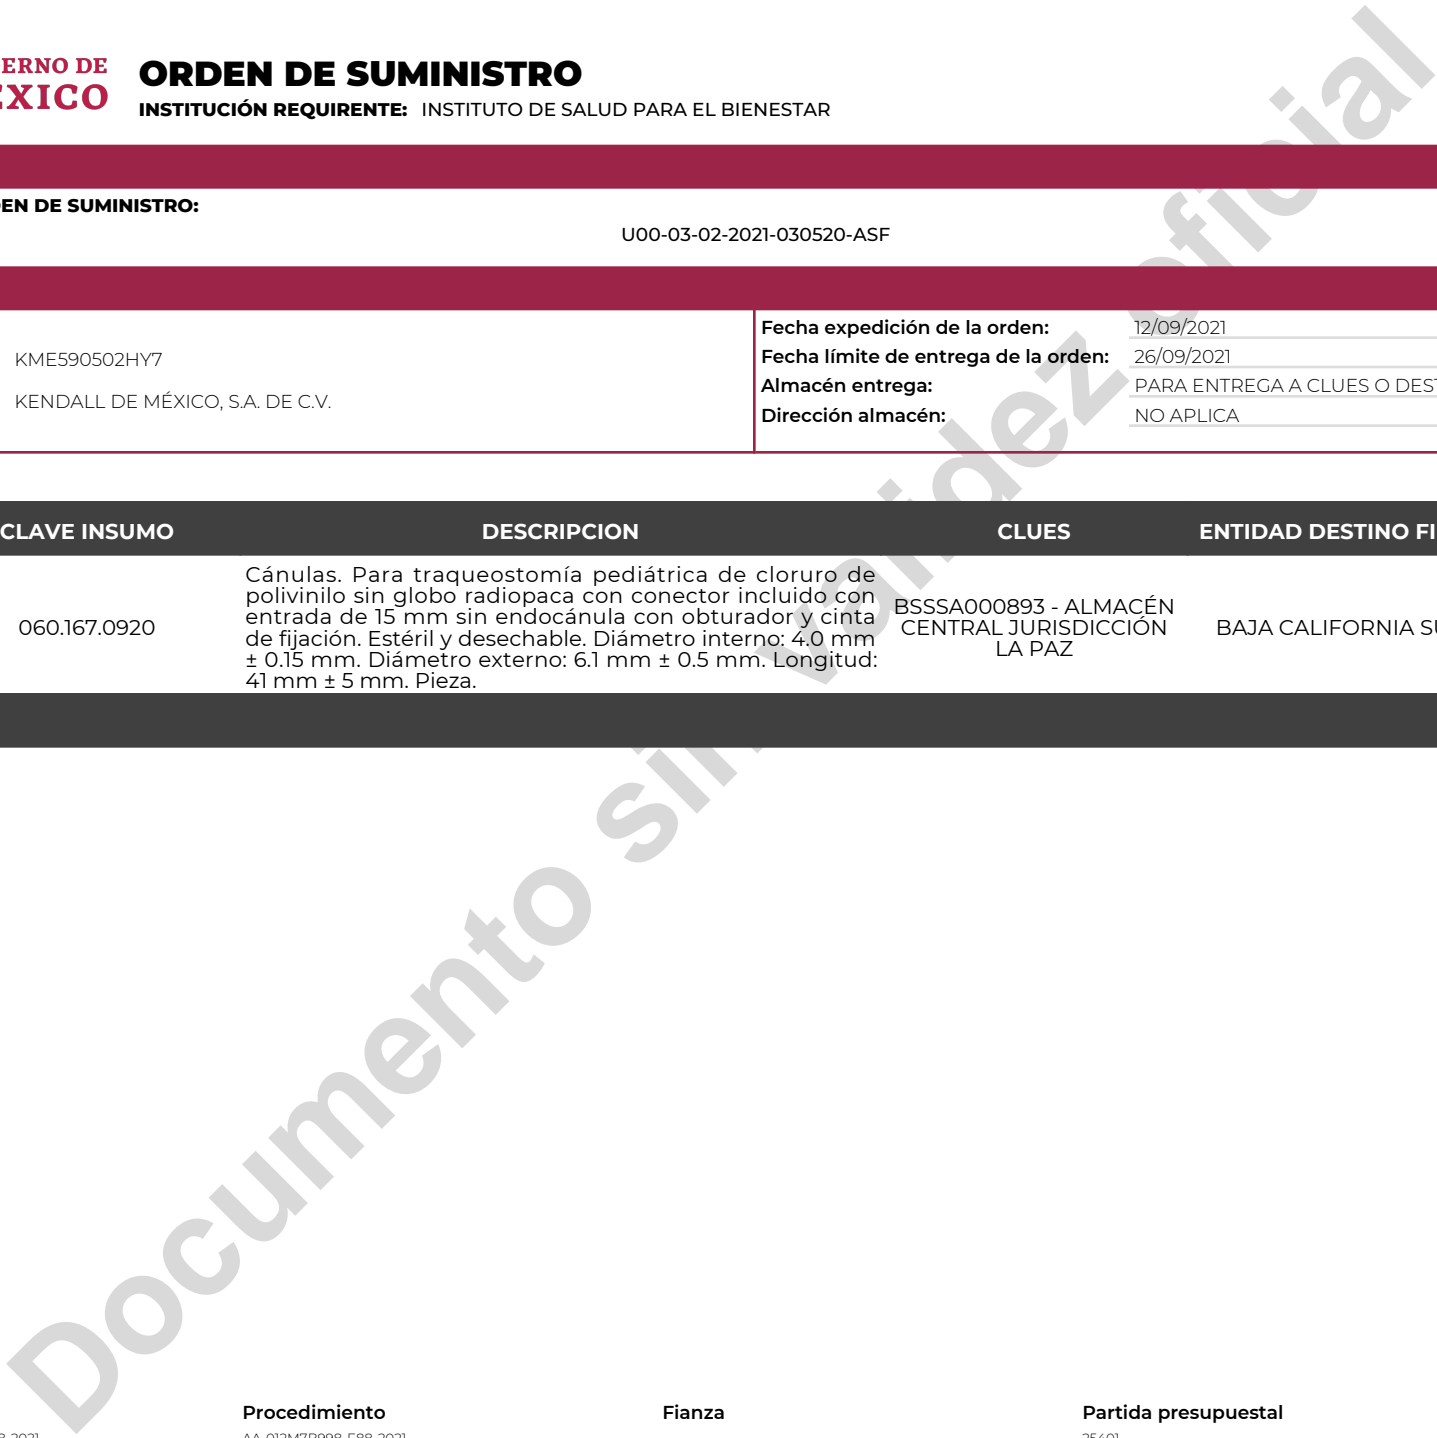 ERNO DE
ÉXICO
ORDEN DE SUMINISTRO
INSTITUCIÓN REQUIRENTE: INSTITUTO DE SALUD PARA EL BIENESTAR
EN DE SUMINISTRO:
U00-03-02-2021-030520-ASF
KME590502HY7
KENDALL DE MÉXICO, S.A. DE C.V.
Fecha expedición de la orden: 12/09/2021
Fecha límite de entrega de la orden: 26/09/2021
Almacén entrega: PARA ENTREGA A CLUES O DEST
Dirección almacén: NO APLICA
CLAVE INSUMO DESCRIPCION CLUES ENTIDAD DESTINO FI
060.167.0920
Cánulas. Para traqueostomía pediátrica de cloruro de
polivinilo sin globo radiopaca con conector incluido con
entrada de 15 mm sin endocánula con obturador y cinta
de fijación. Estéril y desechable. Diámetro interno: 4.0 mm
± 0.15 mm. Diámetro externo: 6.1 mm ± 0.5 mm. Longitud:
41 mm ± 5 mm. Pieza.
BSSSA000893 - ALMACÉN
CENTRAL JURISDICCIÓN
LA PAZ
BAJA CALIFORNIA SU
Documento sin validez oficial
Procedimiento Fianza Partida presupuestal